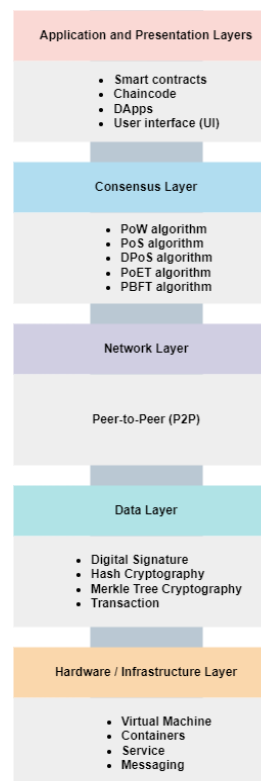 Application and Presentation Layers
• Smart contracts
• Chaincode
• DApps
• User interface (UI)
Consensus Layer
• PoW algorithm
• PoS algorithm
• DPoS algorithm
• PoET algorithm
• PBFT algorithm
Network Layer
Peer-to-Peer (P2P)
Data Layer
• Digital Signature
• Hash Cryptography
• Merkle Tree Cryptography
• Transaction
Hardware / Infrastructure Layer
• Virtual Machine
• Containers
• Service
• Messaging